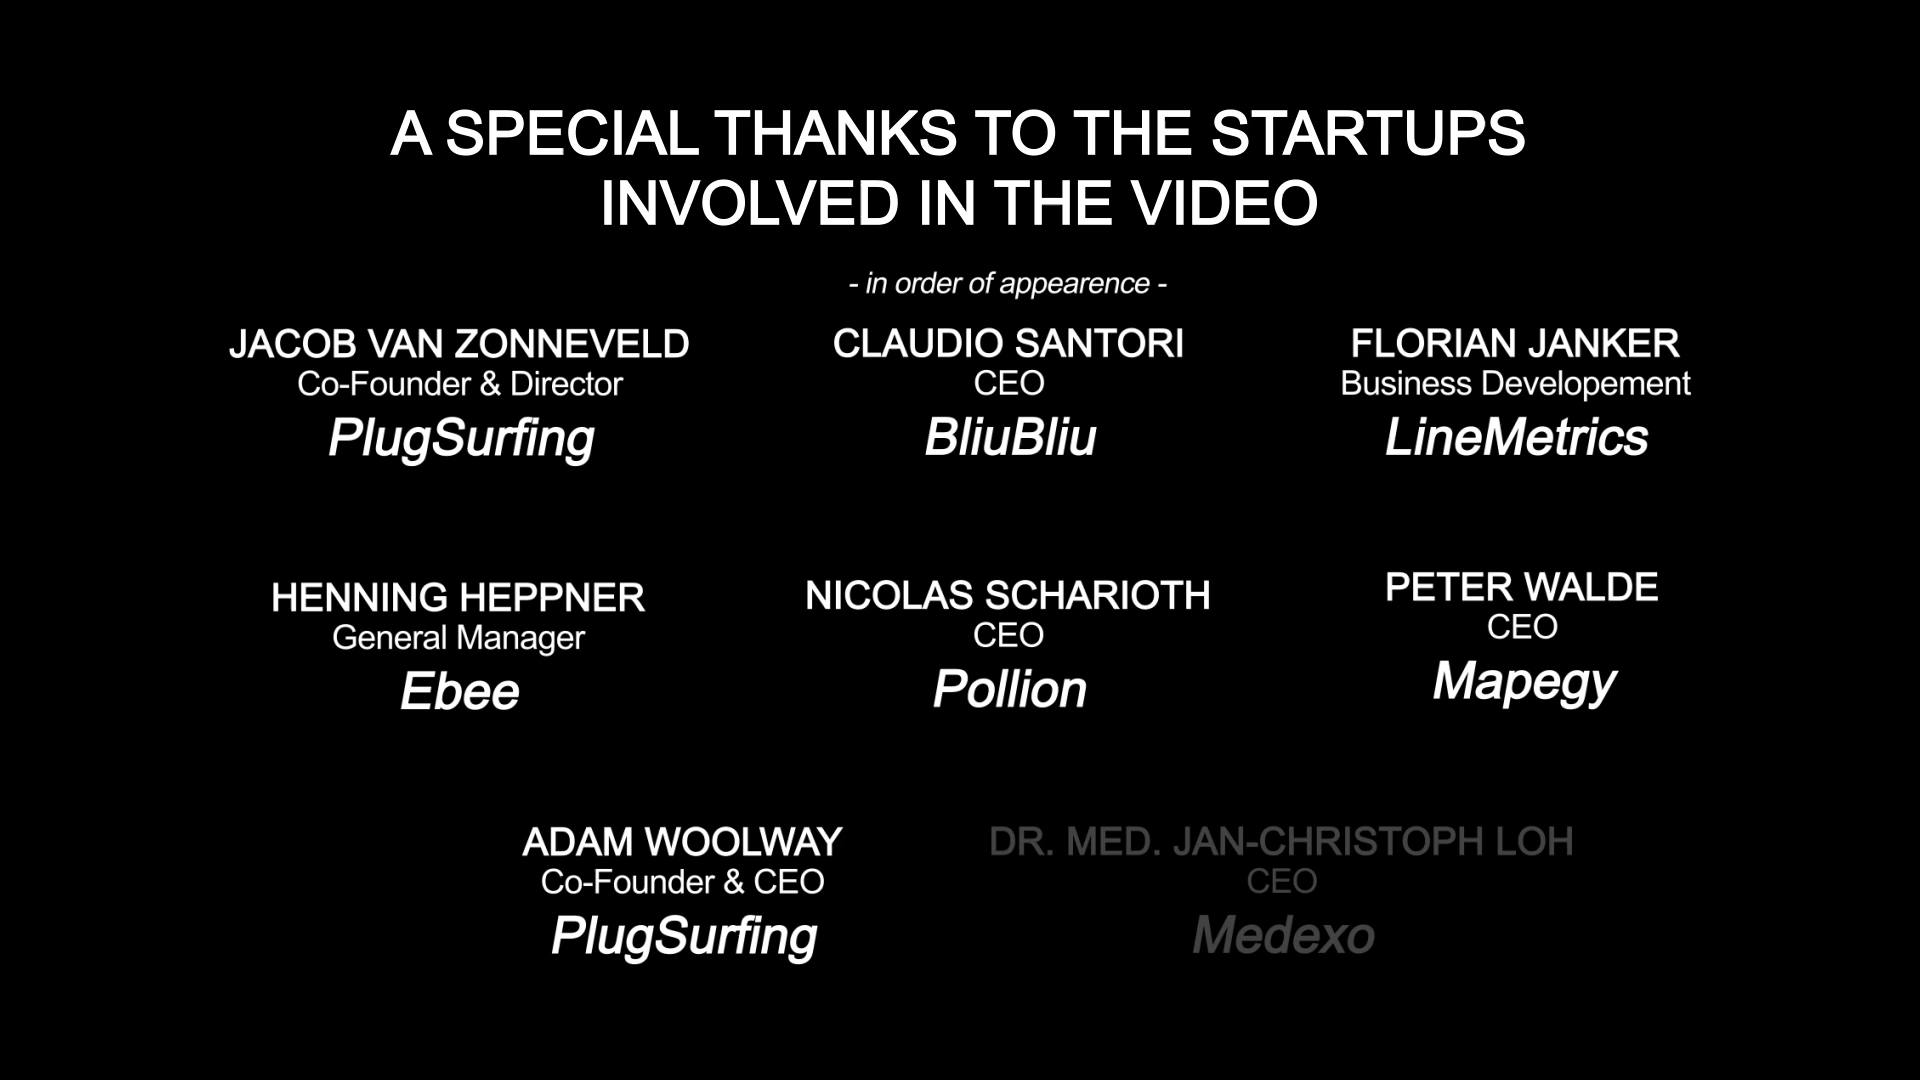 A SPECIAL THANKS TO THE STARTUPS
INVOLVED IN THE VIDEO
- in order of appearence -
JACOB VAN ZONNEVELD
Co-Founder & Director
PlugSurfing
CLAUDIO SANTORI
CEO
BliuBliu
FLORIAN JANKER
Business Developement
LineMetrics
HENNING HEPPNER
General Manager
Ebee
NICOLAS SCHARIOTH
CEO
Pollion
PETER WALDE
CEO
Mapegy
ADAM WOOLWAY
Co-Founder & CEO
PlugSurfing
DR. MED. JAN-CHRISTOPH LOH
CEO
Medexo